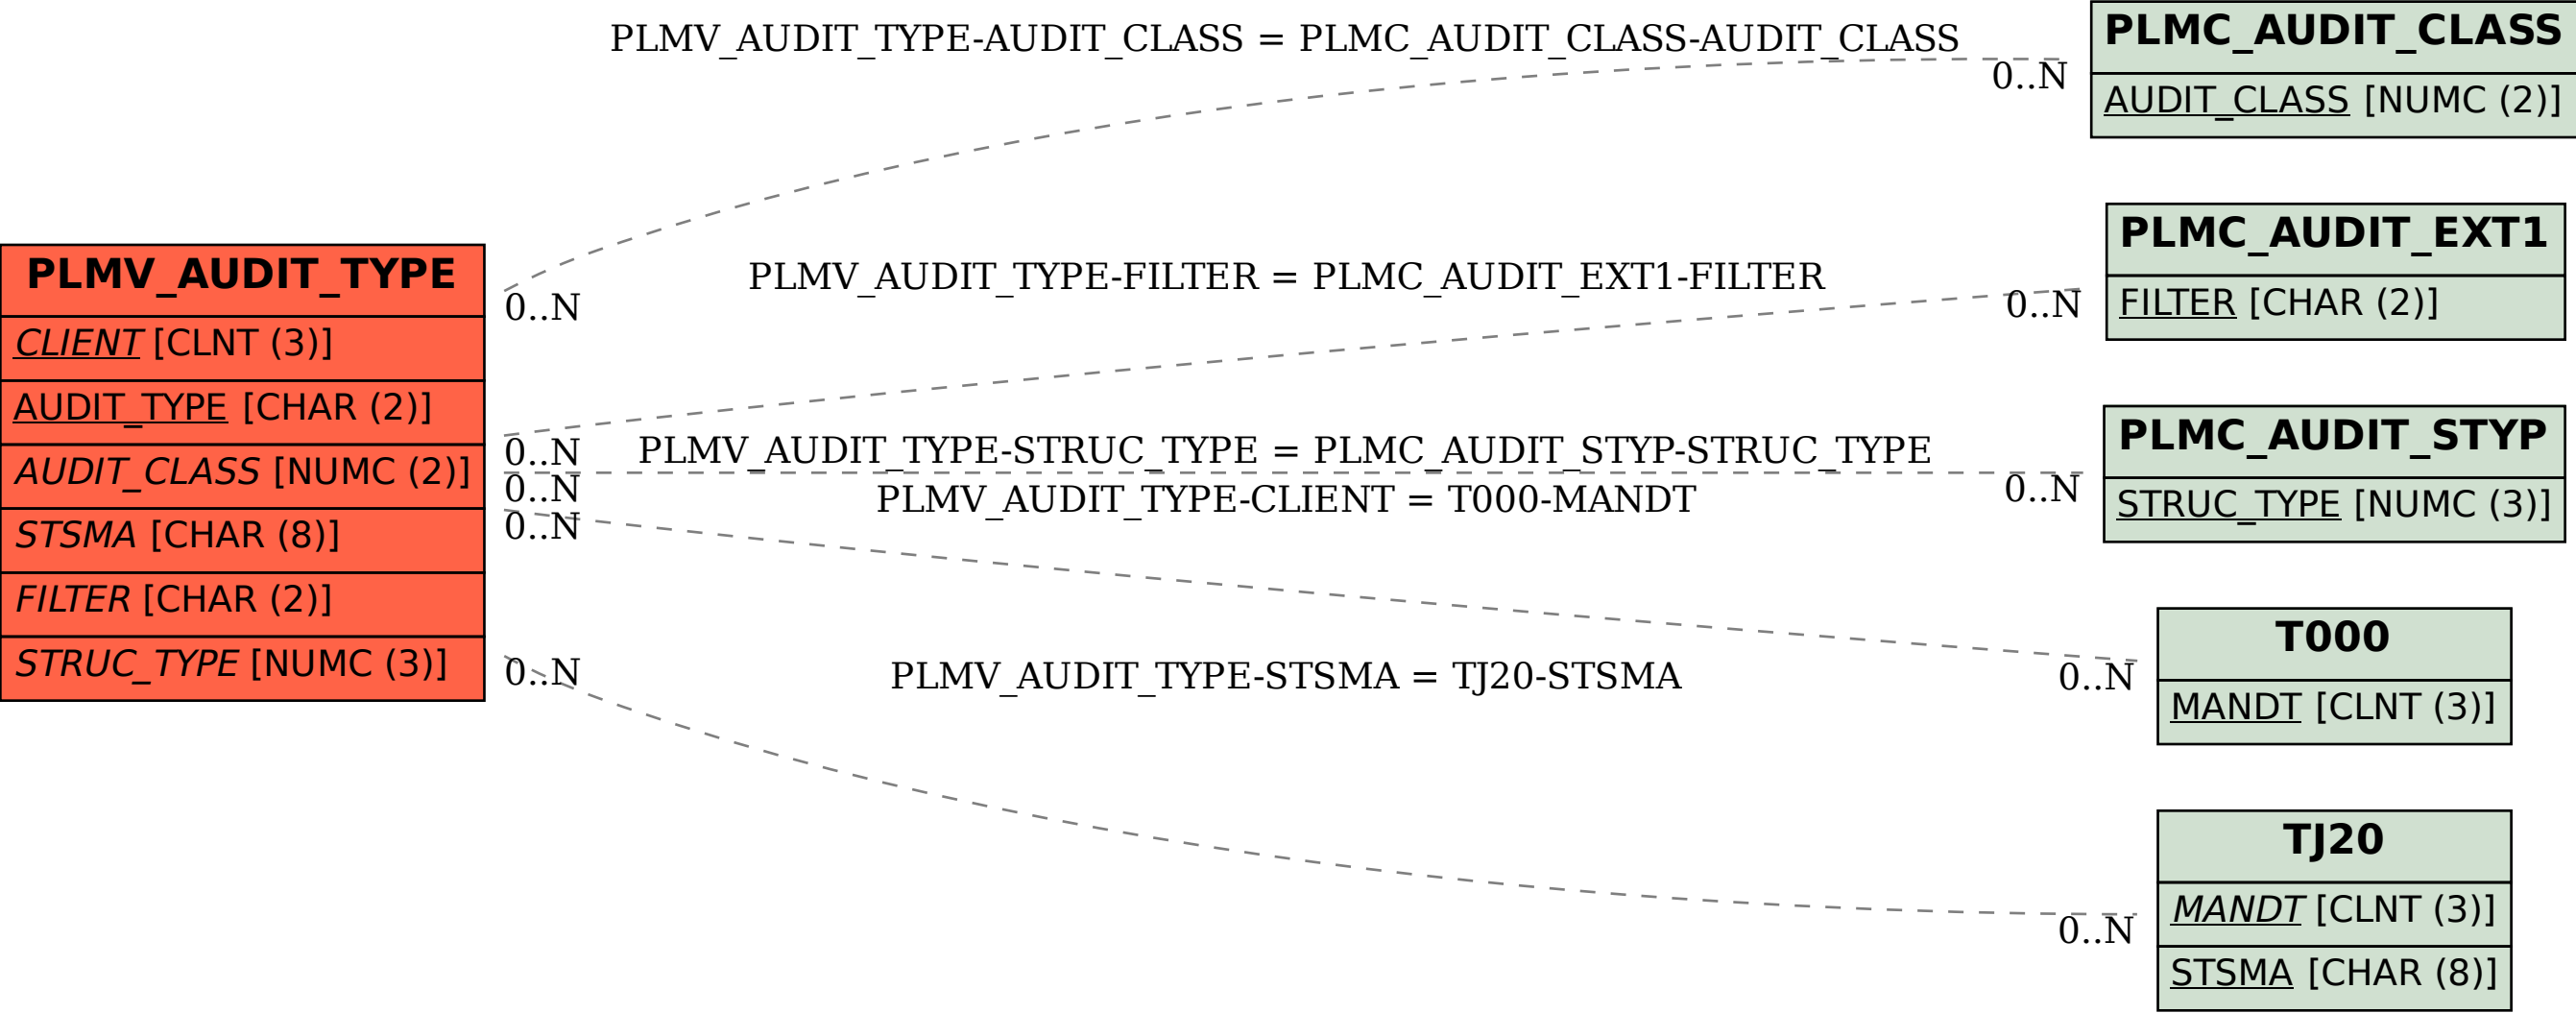 PLMV_AUDIT_TYPE
CLIENT [CLNT (3)]
AUDIT_TYPE [CHAR (2)]
AUDIT_CLASS [NUMC (2)]
STSMA [CHAR (8)]
FILTER [CHAR (2)]
STRUC_TYPE [NUMC (3)]
PLMV_AUDIT_TYPE-AUDIT_CLASS = PLMC_AUDIT_CLASS-AUDIT_CLASS
0..N
0..N
PLMV_AUDIT_TYPE-FILTER = PLMC_AUDIT_EXT1-FILTER
0..N
0..N
PLMV_AUDIT_TYPE-STRUC_TYPE = PLMC_AUDIT_STYP-STRUC_TYPE
0..N
0..N
PLMV_AUDIT_TYPE-CLIENT = T000-MANDT
0..N
0..N
PLMV_AUDIT_TYPE-STSMA = TJ20-STSMA
0..N
0..N
PLMC_AUDIT_CLASS
AUDIT_CLASS [NUMC (2)]
PLMC_AUDIT_EXT1
FILTER [CHAR (2)]
PLMC_AUDIT_STYP
STRUC_TYPE [NUMC (3)]
T000
MANDT [CLNT (3)]
TJ20
MANDT [CLNT (3)]
STSMA [CHAR (8)]